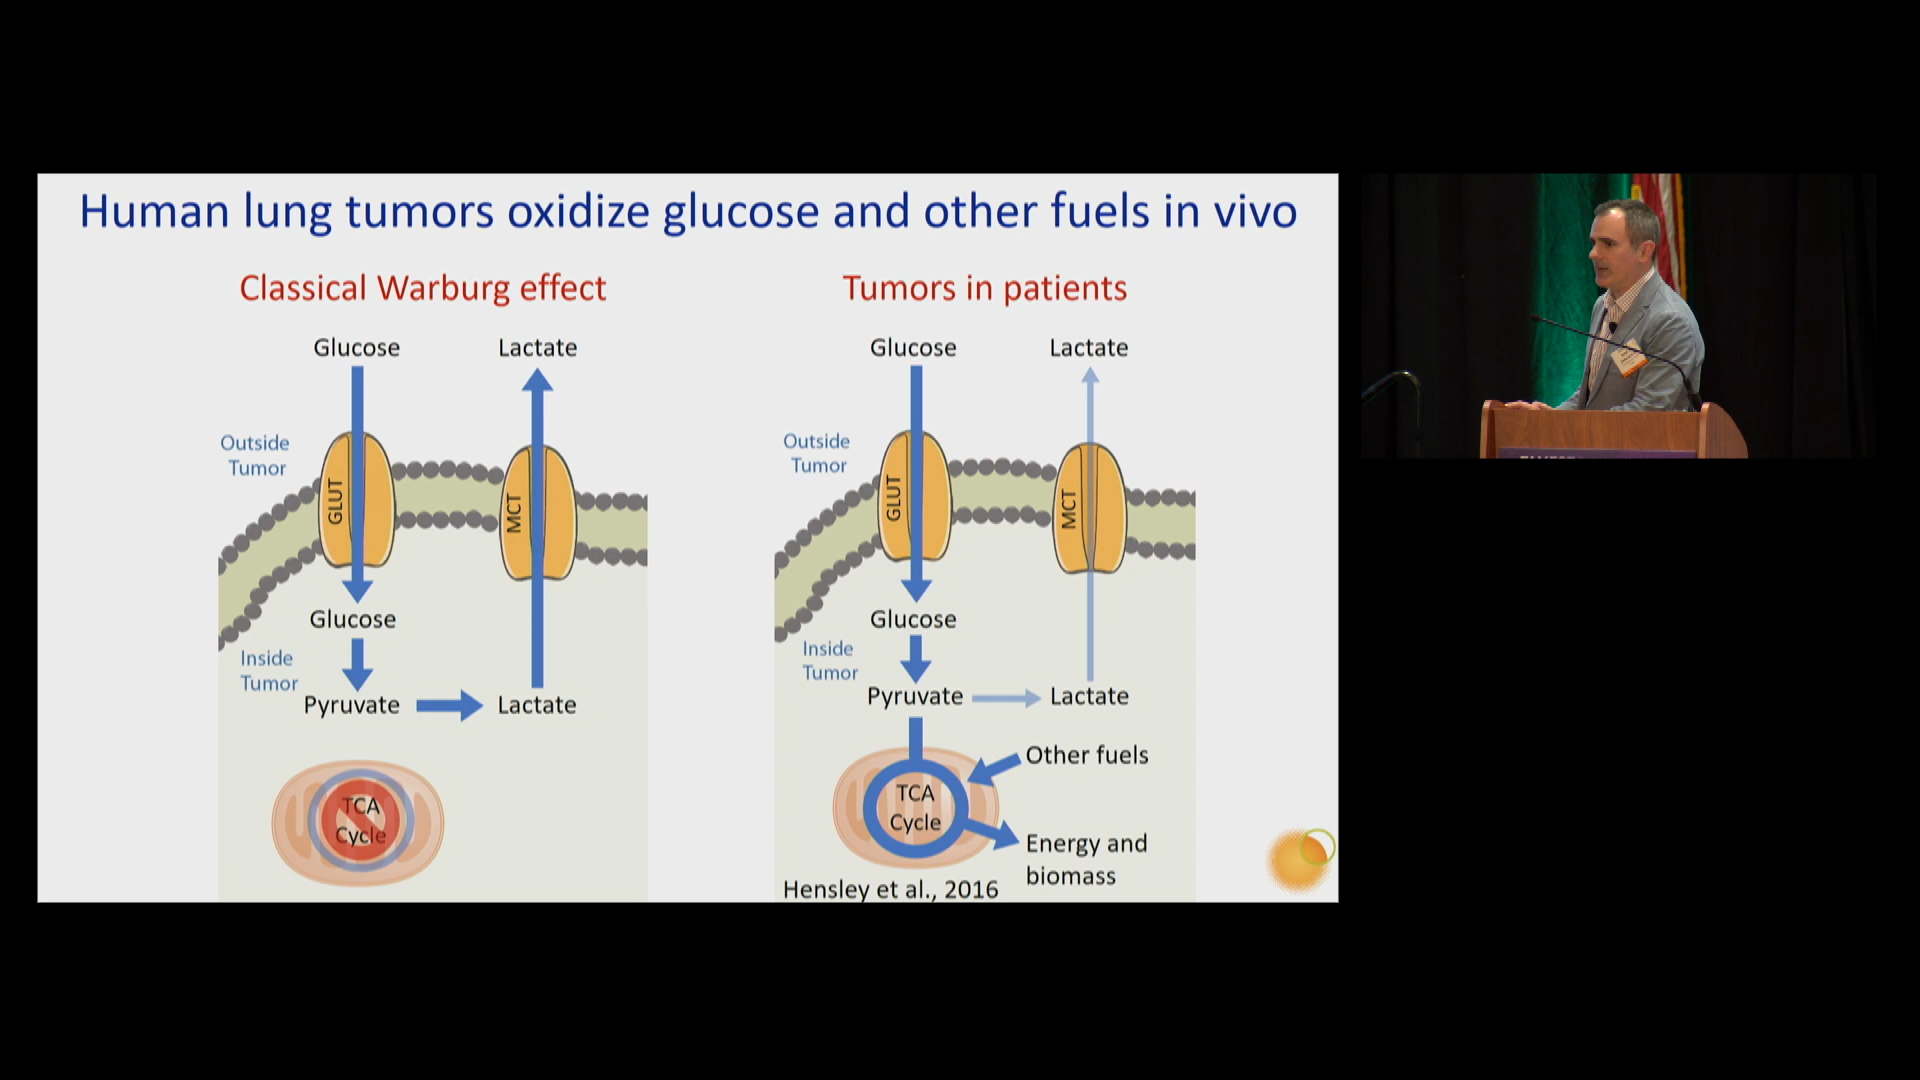 Human lung tumors oxidize glucose and other fuels in vivo
Classical Warburg effect
Glucose
Lactate
Outside
Tumor
GLUT
MCT
Glucose
Inside
Tumor
Pyruvate
Lactate
TCA
Cycle
Tumors in patients
Glucose
Lactate
Outside
Tumor
GLUT
MCT
Glucose
Inside
Tumor
Pyruvate
Lactate
Other fuels
TCA
Cycle
Energy and
biomass
Hensley et al., 2016